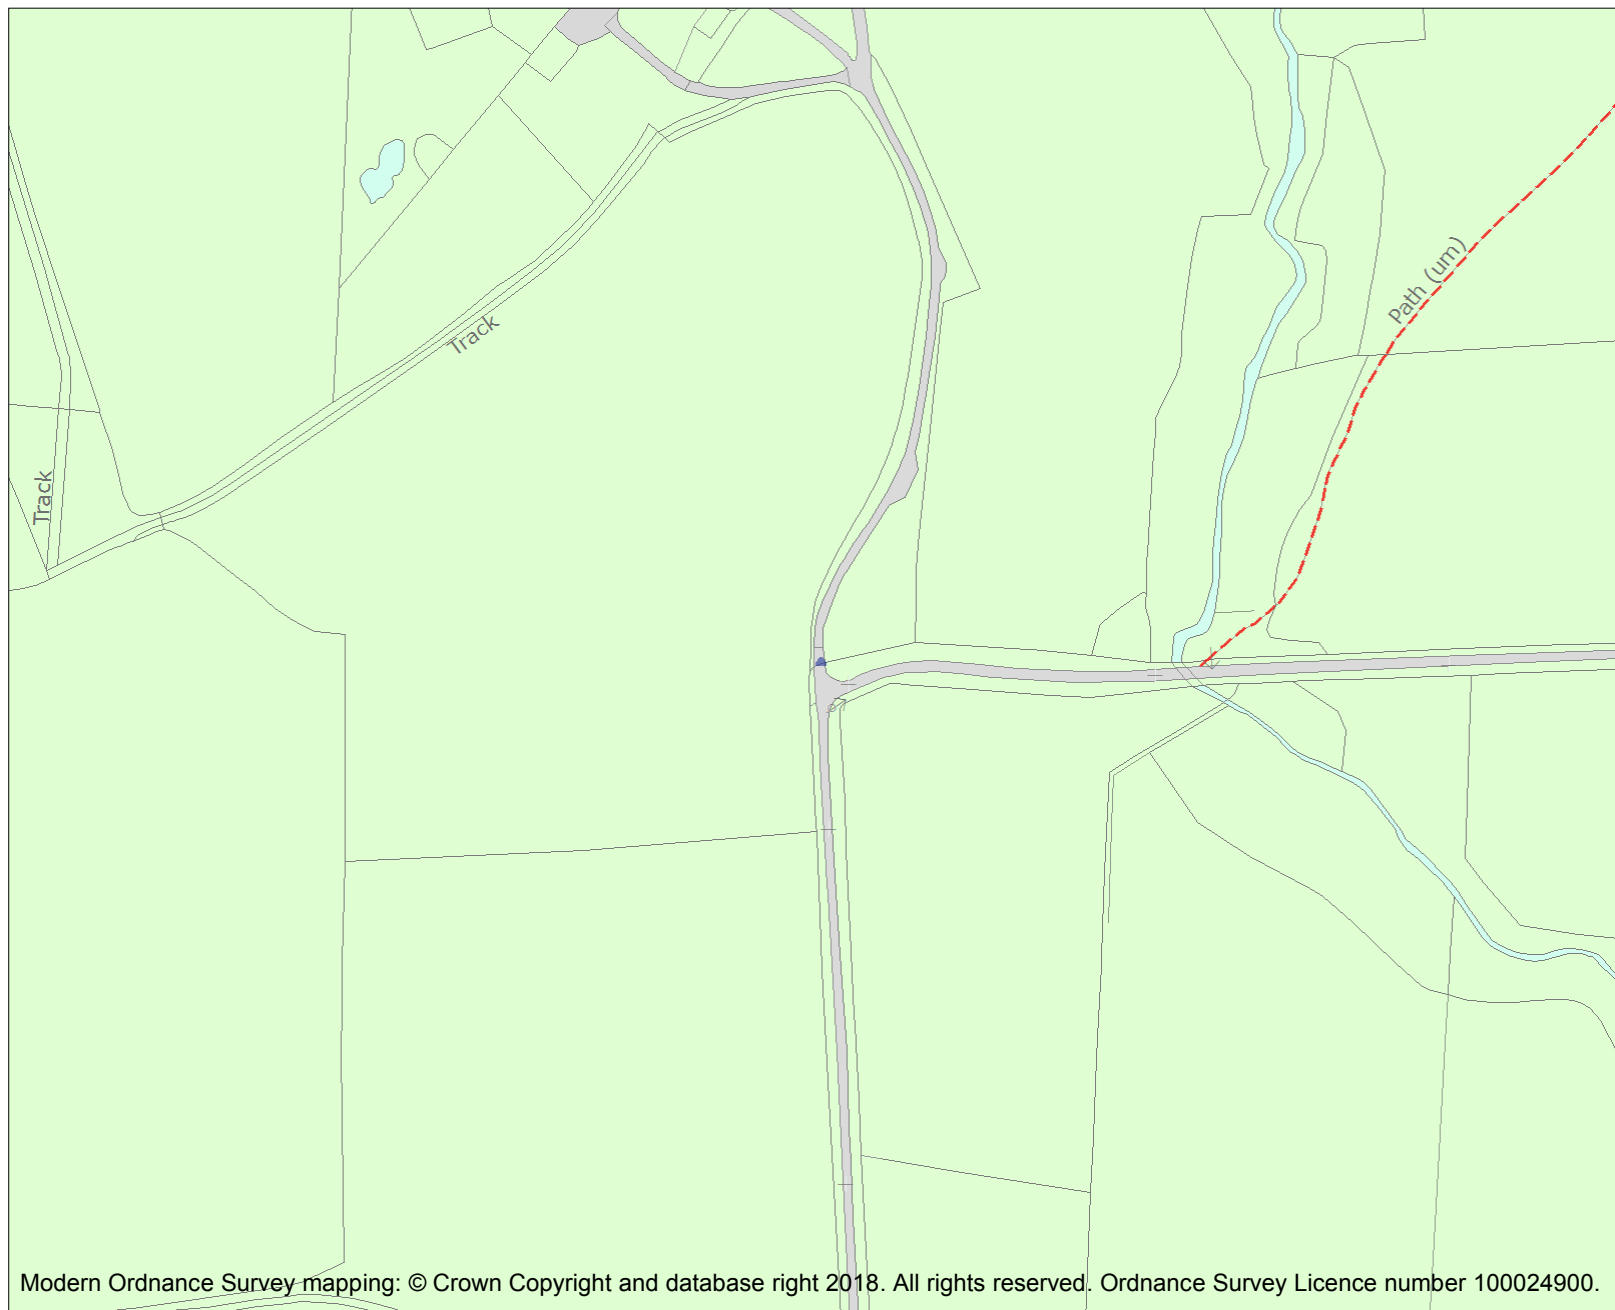 Path (um)
Track
Track
Modern Ordnance Survey mapping: © Crown Copyright and database right 2018. All rights reserved. Ordnance Survey Licence number 100024900.